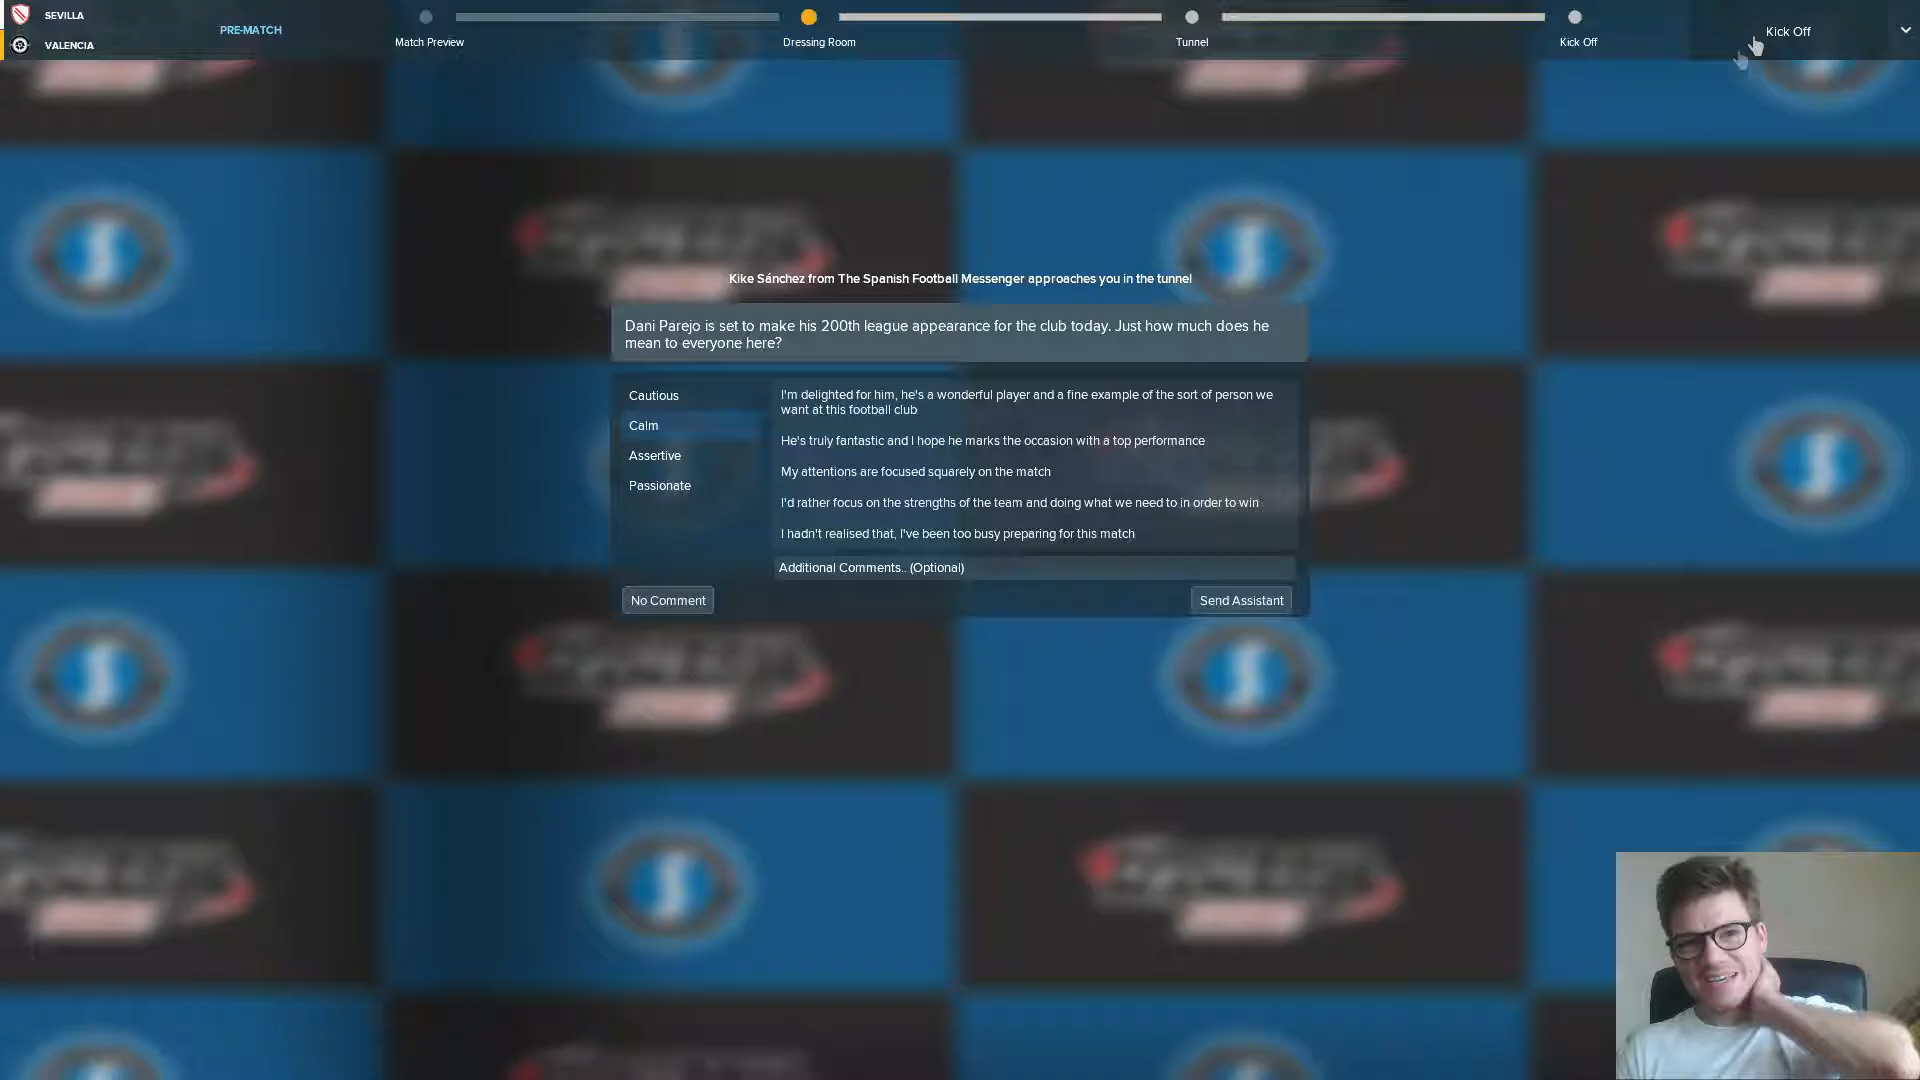 SEVILLA
VALENCIA
PRE-MATCH
Match Preview
Dressing Room
Tunnel
Kick Off
Kick Off
Kike Sánchez from The Spanish Football Messenger approaches you in the tunnel
Dani Parejo is set to make his 200th league appearance for the club today. Just how much does he
mean to everyone here?
Cautious
Calm
Assertive
Passionate
I'm delighted for him, he's a wonderful player and a fine example of the sort of person we
want at this football club
He's truly fantastic and I hope he marks the occasion with a top performance
My attentions are focused squarely on the match
I'd rather focus on the strengths of the team and doing what we need to in order to win
I hadn't realised that, I've been too busy preparing for this match
Additional Comments.. (Optional)
No Comment
Send Assistant